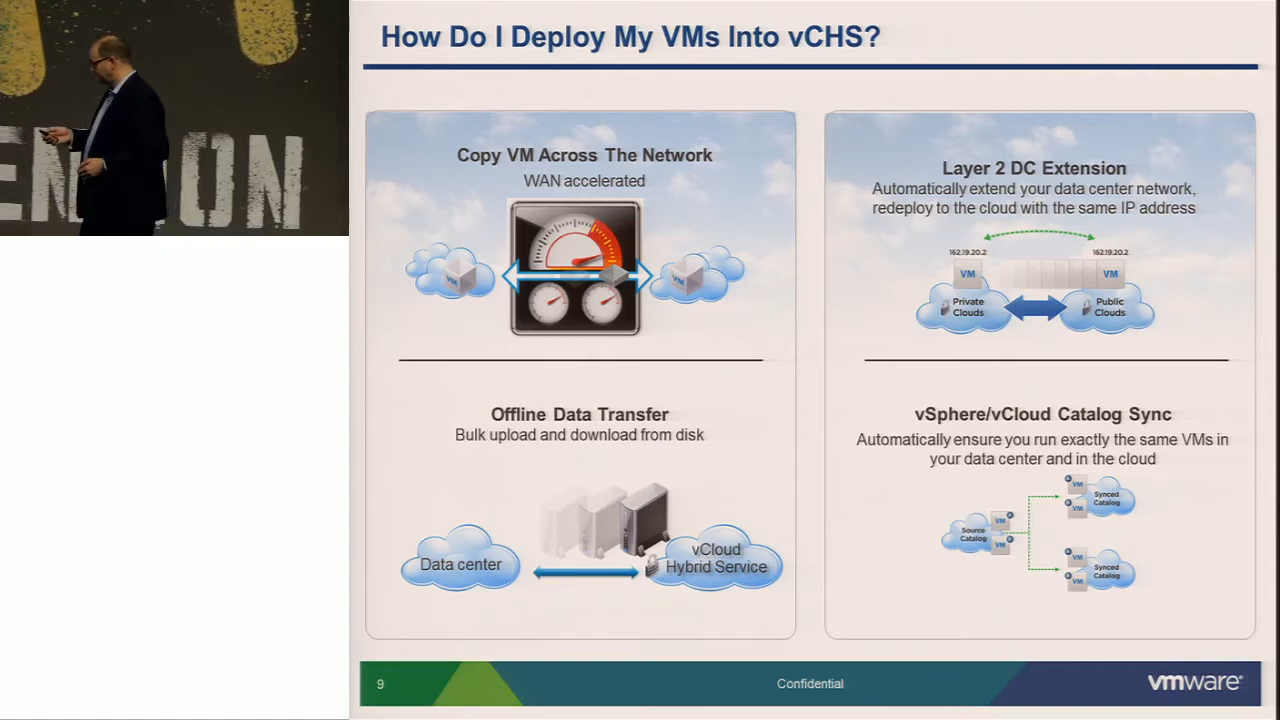 How Do I Deploy My VMs Into vCHS?
Copy VM Across The Network
WAN accelerated
VM
VM
Layer 2 DC Extension
Automatically extend your data center network,
redeploy to the cloud with the same IP address
162.19.20.2
162.19.20.2
VM
VM
Private
Clouds
Public
Clouds
Offline Data Transfer
Bulk upload and download from disk
Data center
vCloud
Hybrid Service
vSphere/vCloud Catalog Sync
Automatically ensure you run exactly the same VMs in
your data center and in the cloud
Source
Catalog
VM
VM
VM
VM
Synced
Catalog
VM
VM
Synced
Catalog
9
Confidential
vmware